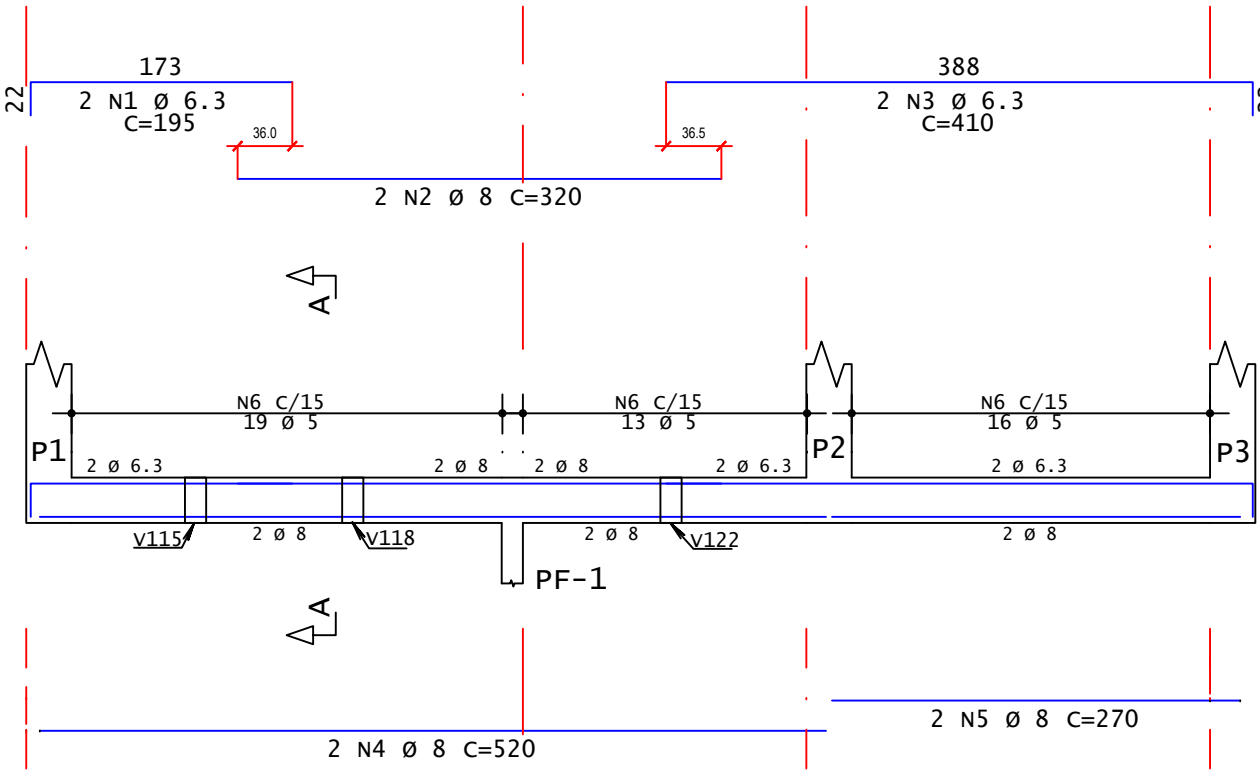 173
388
22
2 N1 Ø 6.3
C=195
2 N3 Ø 6.3
C=410
36.0
36.5
2 N2 Ø 8 C=320
A
N6 C/15
19 Ø 5
N6 C/15
13 Ø 5
N6 C/15
16 Ø 5
P1
P2
P3
2 Ø 6.3
2 Ø 8
2 Ø 8
2 Ø 6.3
2 Ø 6.3
V115
2 Ø 8
V118
2 Ø 8
V122
2 Ø 8
PF-1
A
2 N5 Ø 8 C=270
2 N4 Ø 8 C=520